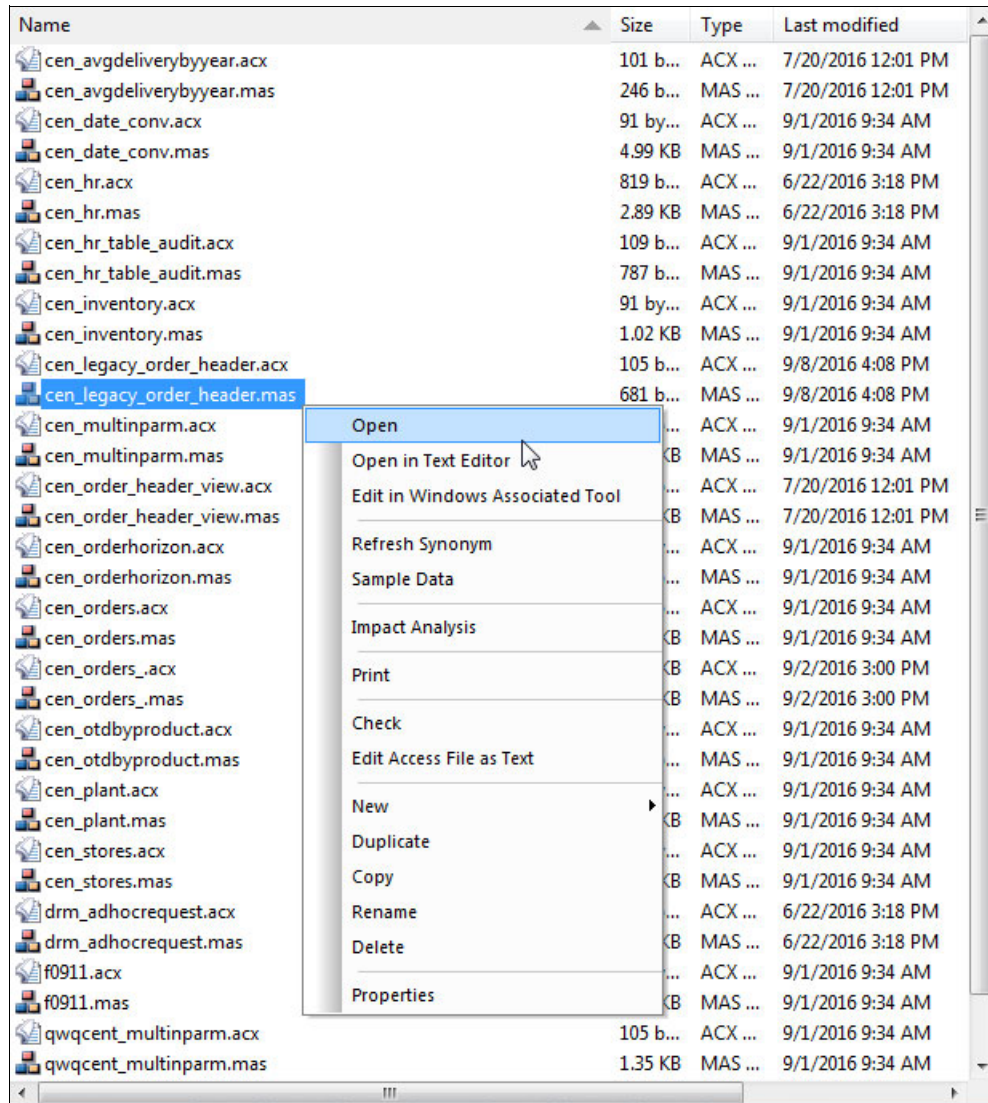 Name Size Type Last modified
cen_avgdeliverybyyear.acx 101 b... ACX ... 7/20/2016 12:01 PM
cen_avgdeliverybyyear.mas 246 b... MAS ... 7/20/2016 12:01 PM
cen_date_conv.acx 91 by... ACX ... 9/1/2016 9:34 AM
cen_date_conv.mas 4.99 KB MAS ... 9/1/2016 9:34 AM
cen_hr.acx 819 b... ACX ... 6/22/2016 3:18 PM
cen_hr.mas 2.89 KB MAS ... 6/22/2016 3:18 PM
cen_hr_table_audit.acx 109 b... ACX ... 9/1/2016 9:34 AM
cen_hr_table_audit.mas 787 b... MAS ... 9/1/2016 9:34 AM
cen_inventory.acx 91 by... ACX ... 9/1/2016 9:34 AM
cen_inventory.mas 1.02 KB MAS ... 9/1/2016 9:34 AM
cen_legacy_order_header.acx 105 b... ACX ... 9/8/2016 4:08 PM
cen_legacy_order_header.mas 681 b... MAS ... 9/8/2016 4:08 PM
cen_multinparm.acx ... ACX ... 9/1/2016 9:34 AM
cen_multinparm.mas KB MAS ... 9/1/2016 9:34 AM
cen_order_header_view.acx ... ACX ... 7/20/2016 12:01 PM
cen_order_header_view.mas KB MAS ... 7/20/2016 12:01 PM
cen_orderhorizon.acx ... ACX ... 9/1/2016 9:34 AM
cen_orderhorizon.mas ... MAS ... 9/1/2016 9:34 AM
cen_orders.acx ... ACX ... 9/1/2016 9:34 AM
cen_orders.mas KB MAS ... 9/1/2016 9:34 AM
cen_orders_.acx KB ACX ... 9/2/2016 3:00 PM
cen_orders_.mas KB MAS ... 9/2/2016 3:00 PM
cen_otdbyproduct.acx ... ACX ... 9/1/2016 9:34 AM
cen_otdbyproduct.mas ... MAS ... 9/1/2016 9:34 AM
cen_plant.acx ... ACX ... 9/1/2016 9:34 AM
cen_plant.mas KB MAS ... 9/1/2016 9:34 AM
cen_stores.acx ... ACX ... 9/1/2016 9:34 AM
cen_stores.mas KB MAS ... 9/1/2016 9:34 AM
drm_adhocrequest.acx ... ACX ... 6/22/2016 3:18 PM
drm_adhocrequest.mas KB MAS ... 6/22/2016 3:18 PM
f0911.acx ... ACX ... 9/1/2016 9:34 AM
f0911.mas KB MAS ... 9/1/2016 9:34 AM
qwqcent_multinparm.acx 105 b... ACX ... 9/1/2016 9:34 AM
qwqcent_multinparm.mas 1.35 KB MAS ... 9/1/2016 9:34 AM
Open
Open in Text Editor
Edit in Windows Associated Tool
Refresh Synonym
Sample Data
Impact Analysis
Print
Check
Edit Access File as Text
New
Duplicate
Copy
Rename
Delete
Properties